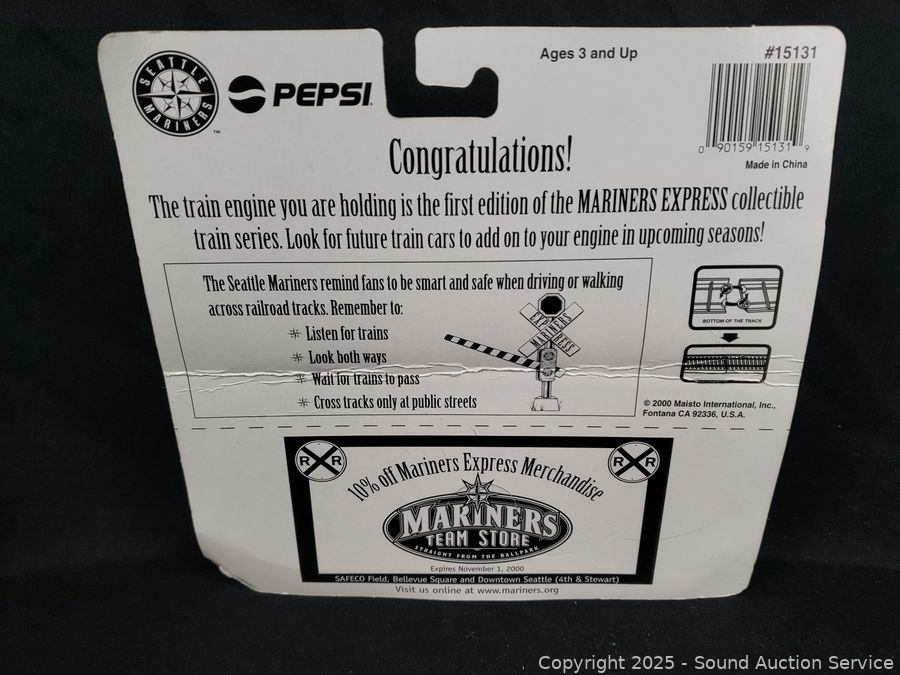 SEATTLE MARINERS
TM
PEPSI
Ages 3 and Up
#15131
0 90159 15131 9
Made in China
Congratulations!
The train engine you are holding is the first edition of the MARINERS EXPRESS collectible
train series. Look for future train cars to add on to your engine in upcoming seasons!
The Seattle Mariners remind fans to be smart and safe when driving or walking
across railroad tracks. Remember to:
Listen for trains
Look both ways
Wait for trains to pass
Cross tracks only at public streets
EXPRESS
MARINERS
BOTTOM OF THE TRACK
© 2000 Maisto International, Inc.,
Fontana CA 92336, U.S.A.
R R
R R
10% off Mariners Express Merchandise
MARINERS
TEAM STORE
STRAIGHT FROM THE BALLPARK
Expires November 1, 2000
SAFECO Field, Bellevue Square and Downtown Seattle (4th & Stewart)
Visit us online at www.mariners.org
Copyright 2025 - Sound Auction Service